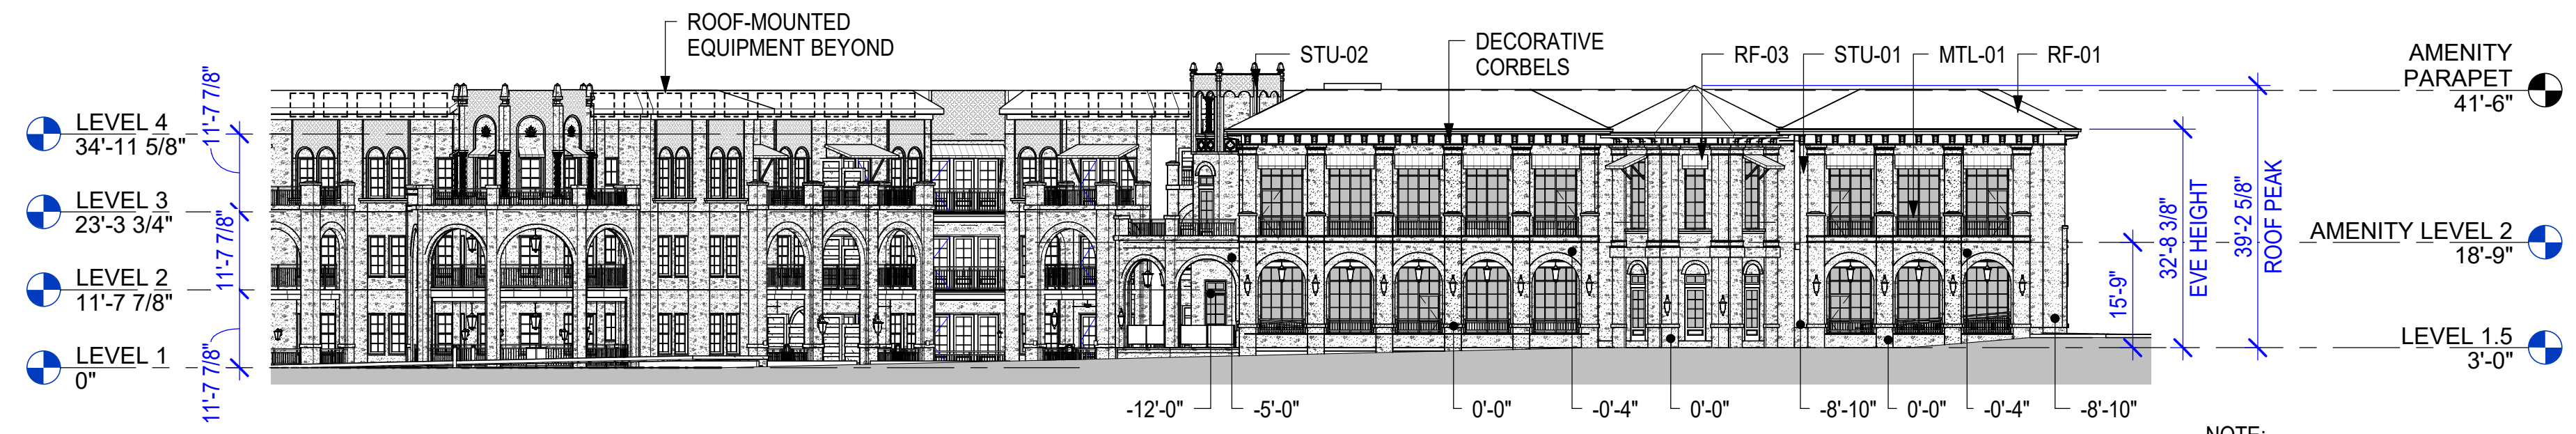 ROOF-MOUNTED
EQUIPMENT BEYOND
STU-02
DECORATIVE
CORBELS
RF-03
STU-01
MTL-01
RF-01
AMENITY
PARAPET
41'-6"
LEVEL 4
34'-11 5/8"
LEVEL 3
23'-3 3/4"
LEVEL 2
11'-7 7/8"
LEVEL 1
0"
11'-7 7/8"
11'-7 7/8"
11'-7 7/8"
15'-9"
32'-8 3/8"
EVE HEIGHT
39'-2 5/8"
ROOF PEAK
AMENITY LEVEL 2
18'-9"
LEVEL 1.5
3'-0"
-12'-0"
-5'-0"
0'-0"
-0'-4"
0'-0"
-8'-10"
0'-0"
-0'-4"
-8'-10"
NOTE: